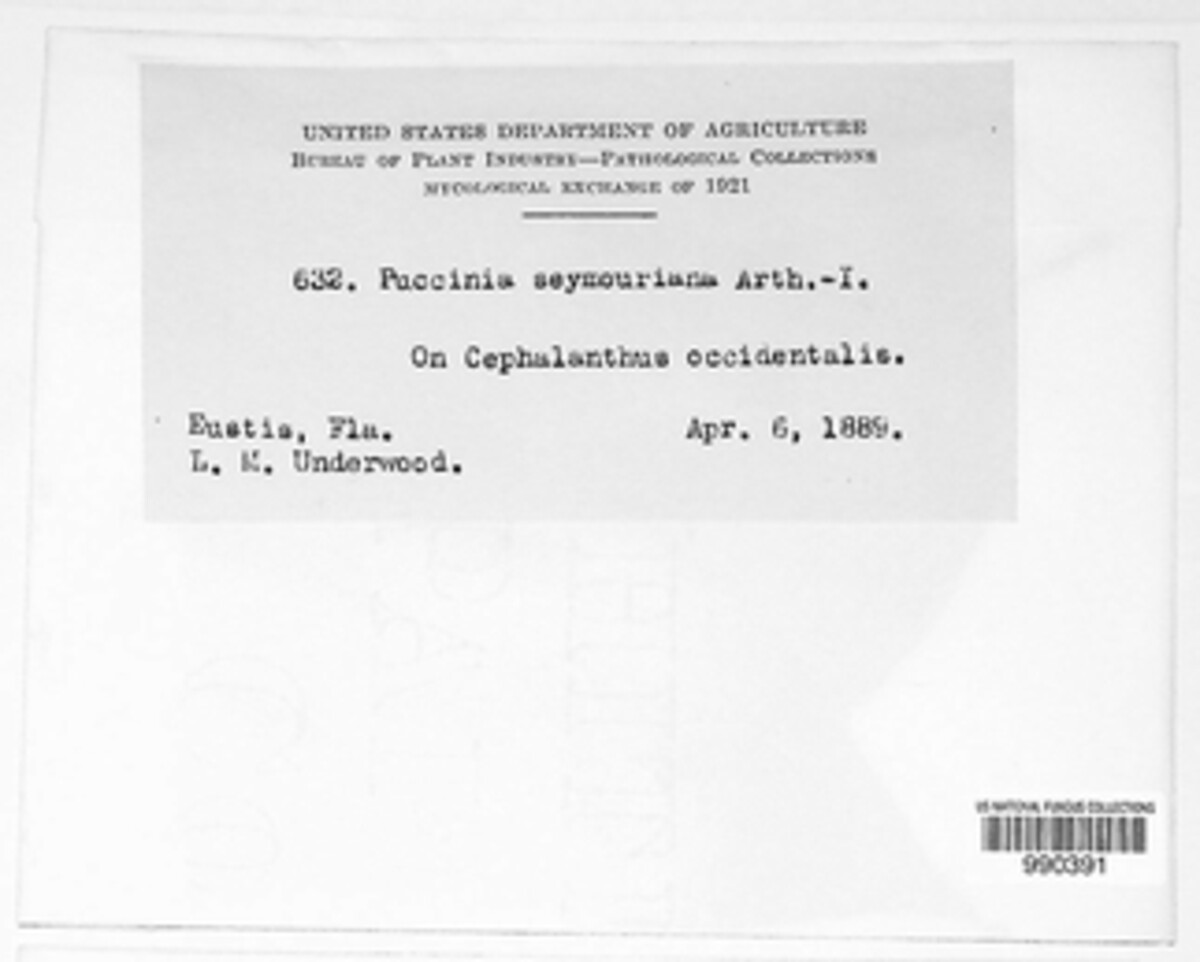 UNITED STATES DEPARTMENT OF AGRICULTURE
BUREAU OF PLANT INDUSTRY—PATHOLOGICAL COLLECTIONS
MYCOLOGICAL EXCHANGE OF 1921
632. Puccinia seymouriana Arth.-I.
On Cephalanthus occidentalis.
Eustis, Fla. Apr. 6, 1889.
L. M. Underwood.
US NATIONAL FUNGUS COLLECTIONS
990391